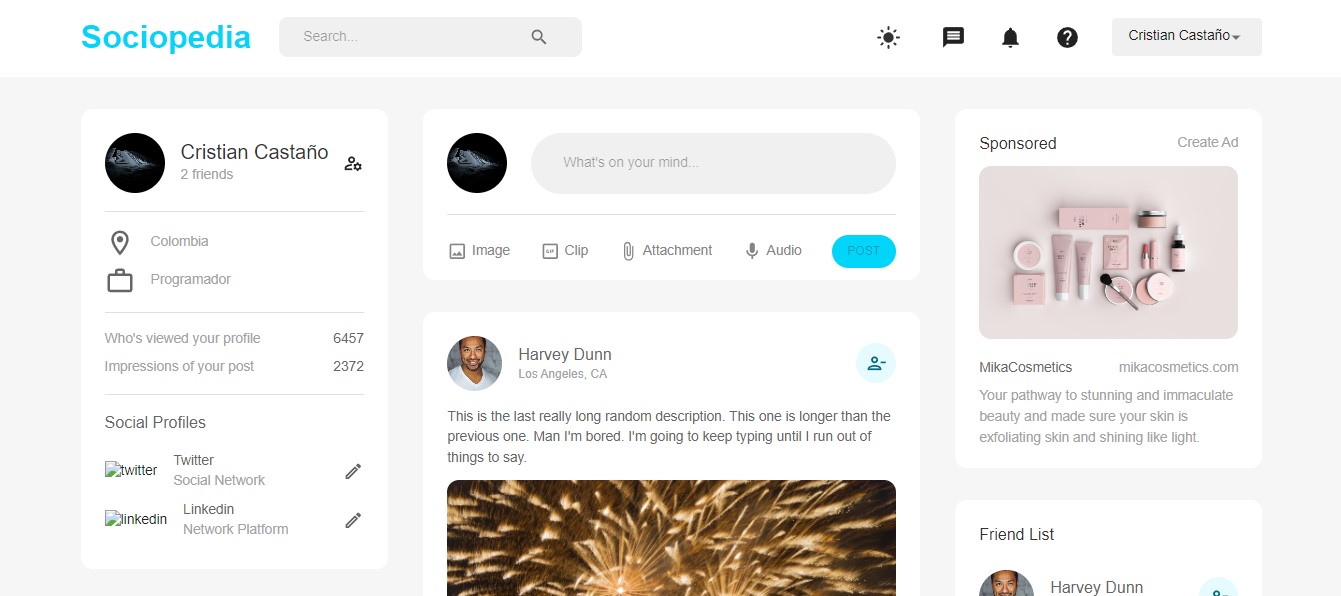 Sociopedia
Search...
Cristian Castaño
Cristian Castaño
2 friends
Colombia
Programador
Who's viewed your profile 6457
Impressions of your post 2372
Social Profiles
twitter
Twitter
Social Network
linkedin
Linkedin
Network Platform
What's on your mind...
Image
GIF
Clip
Attachment
Audio
POST
Harvey Dunn
Los Angeles, CA
This is the last really long random description. This one is longer than the
previous one. Man I'm bored. I'm going to keep typing until I run out of
things to say.
Sponsored
Create Ad
MikaCosmetics
mikacosmetics.com
Your pathway to stunning and immaculate
beauty and made sure your skin is
exfoliating skin and shining like light.
Friend List
Harvey Dunn